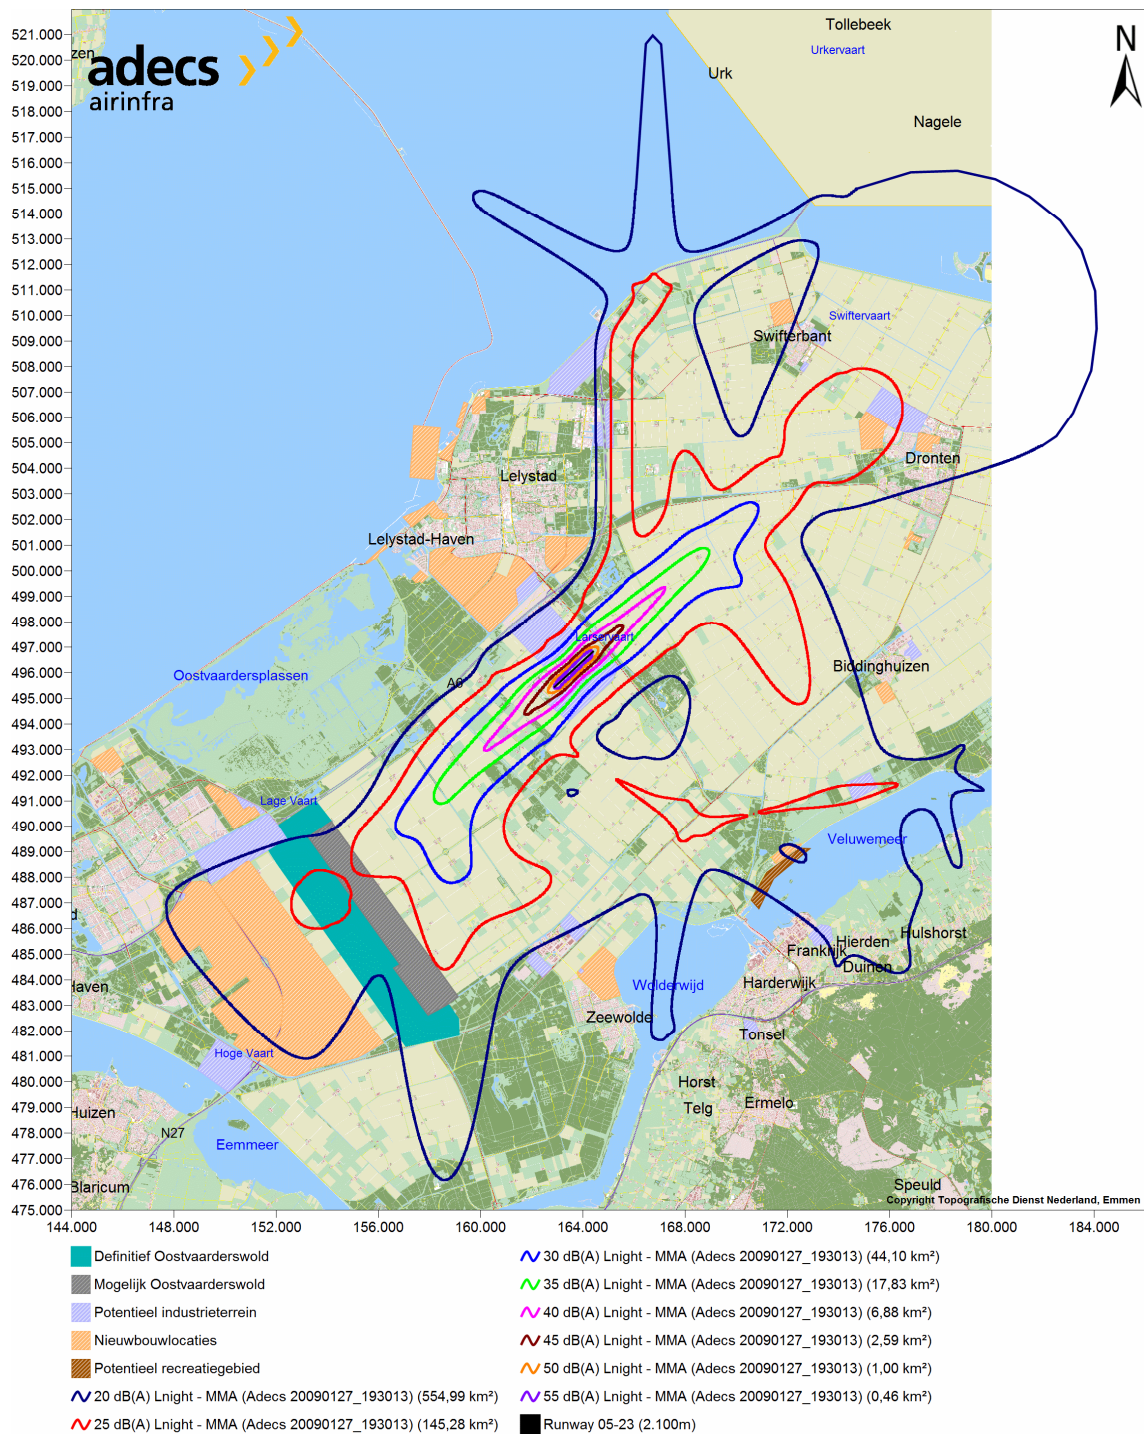 Tollebeek
521.000
N
zen
520.000
Urkervaart
adecs
519.000
Urk
airinfra
518.000
517.000
Nagele
516.000
515.000
514.000
513.000
512.000
511.000
510.000
Swiftervaart
509.000
Swifterbant
508.000
507.000
506.000
505.000
504.000
Dronten
503.000
Lelystad
502.000
501.000
Lelystad-Haven
500.000
499.000
498.000
497.000
Larservaart
496.000
Biddinghuizen
Oostvaardersplassen
A6
495.000
494.000
493.000
492.000
491.000
Lage Vaart
490.000
Veluwemeer
489.000
488.000
487.000
d
486.000
Hulshorst
Hierden
Frankrijk
485.000
Duinen
484.000
Haven
Wolderwijd
Harderwijk
483.000
Zeewolde
482.000
Tonsel
481.000
Hoge Vaart
480.000
Horst
479.000
Huizen
Telg
Ermelo
478.000
N27
Eemmeer
477.000
476.000
Blaricum
Speuld
Copyright Topografische Dienst Nederland, Emmen
475.000
144.000 148.000 152.000 156.000 160.000 164.000 168.000 172.000 176.000 180.000 184.000
Definitief Oostvaarderswold
Mogelijk Oostvaarderswold
Potentieel industrieterrein
Nieuwbouwlocaties
Potentieel recreatiegebied
20 dB(A) Lnight - MMA (Adecs 20090127_193013) (554,99 km²)
25 dB(A) Lnight - MMA (Adecs 20090127_193013) (145,28 km²)
30 dB(A) Lnight - MMA (Adecs 20090127_193013) (44,10 km²)
35 dB(A) Lnight - MMA (Adecs 20090127_193013) (17,83 km²)
40 dB(A) Lnight - MMA (Adecs 20090127_193013) (6,88 km²)
45 dB(A) Lnight - MMA (Adecs 20090127_193013) (2,59 km²)
50 dB(A) Lnight - MMA (Adecs 20090127_193013) (1,00 km²)
55 dB(A) Lnight - MMA (Adecs 20090127_193013) (0,46 km²)
Runway 05-23 (2.100m)